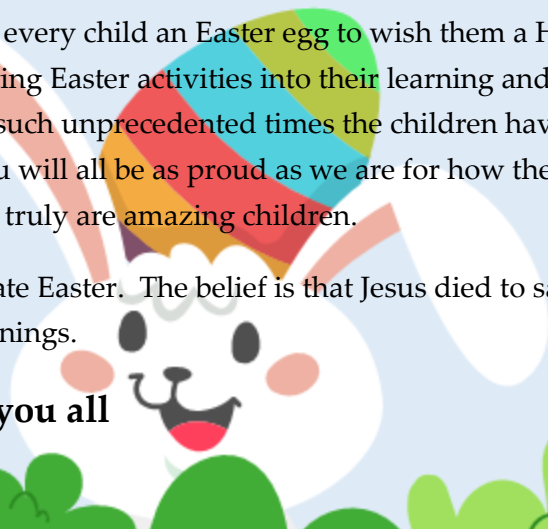 every child an Easter egg to wish them a H
ing Easter activities into their learning and
such unprecedented times the children hav
u will all be as proud as we are for how the
truly are amazing children.
ate Easter. The belief is that Jesus died to sa
nings.
you all